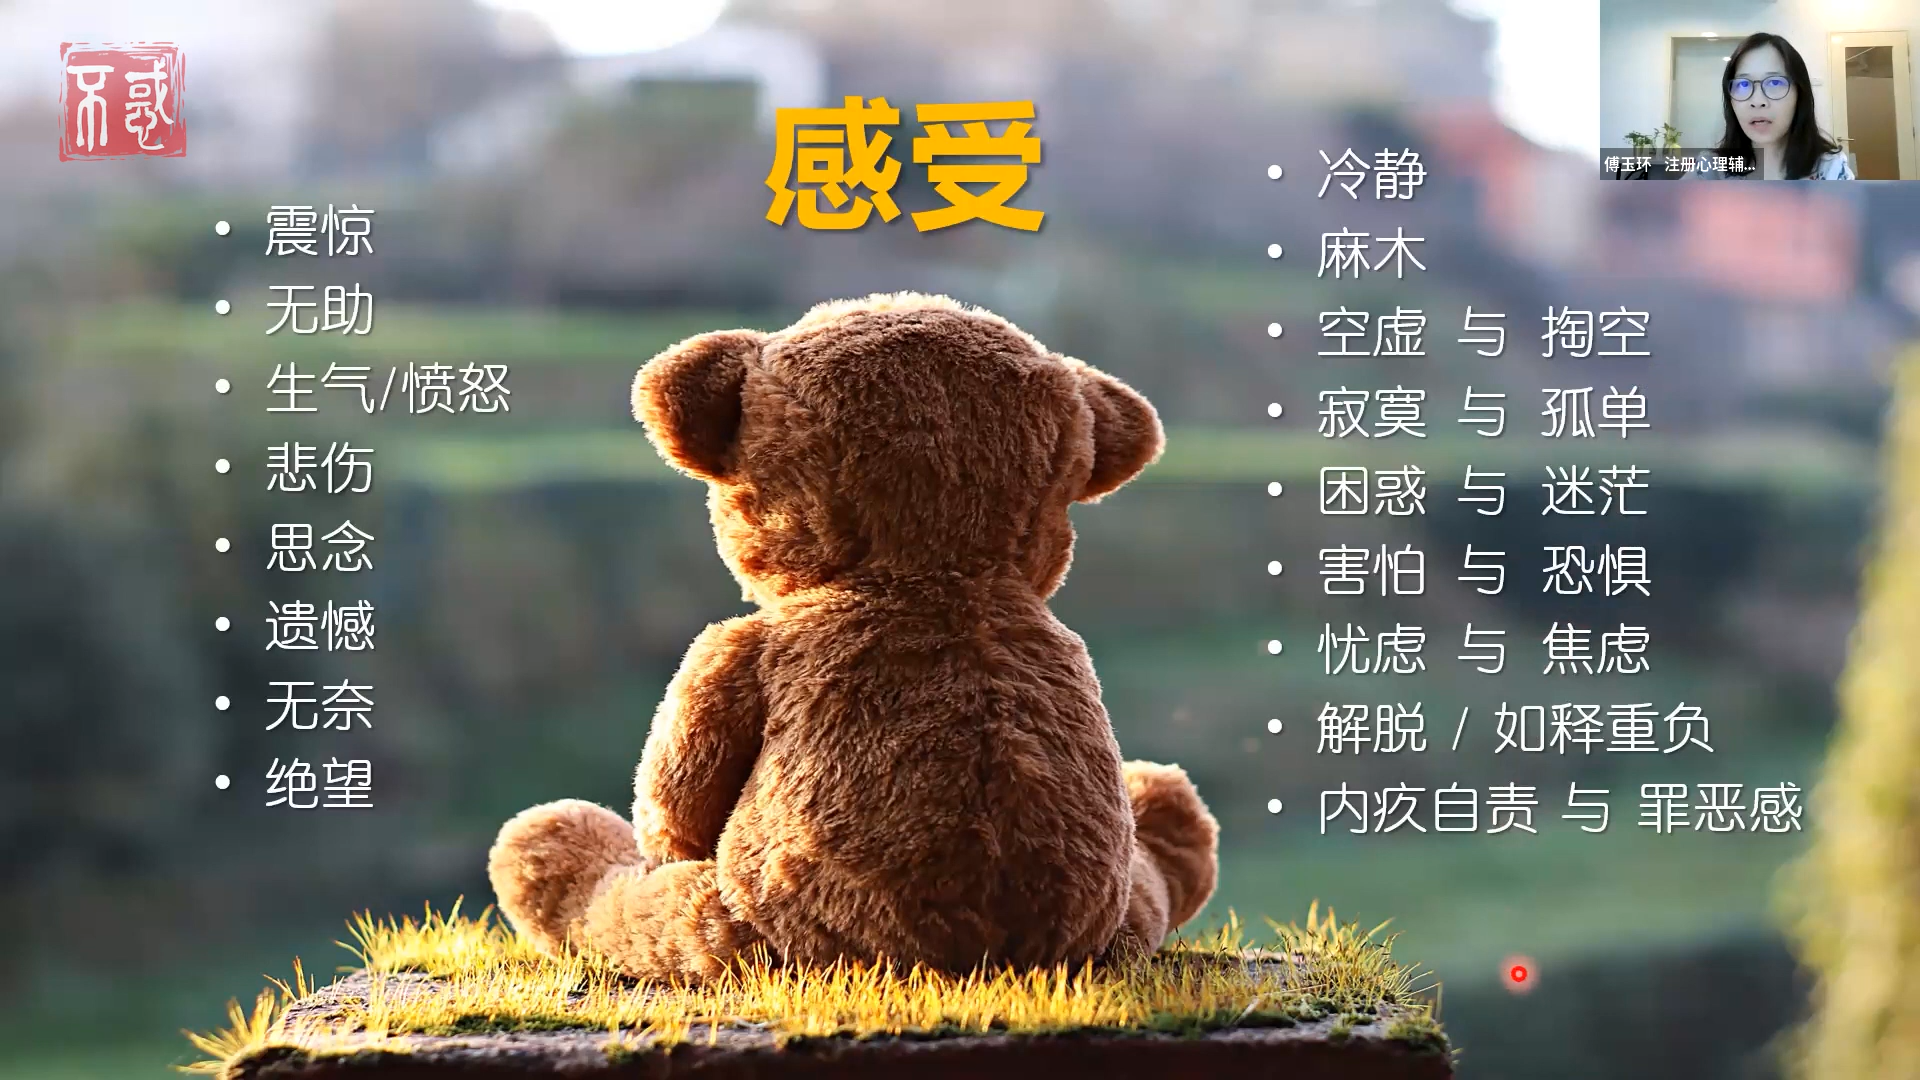 不惑
感受
• 震惊
• 无助
• 生气/愤怒
• 悲伤
• 思念
• 遗憾
• 无奈
• 绝望
• 冷静
• 麻木
• 空虚 与 掏空
• 寂寞 与 孤单
• 困惑 与 迷茫
• 害怕 与 恐惧
• 忧虑 与 焦虑
• 解脱 / 如释重负
• 内疚自责 与 罪恶感
傅玉环 注册心理辅...